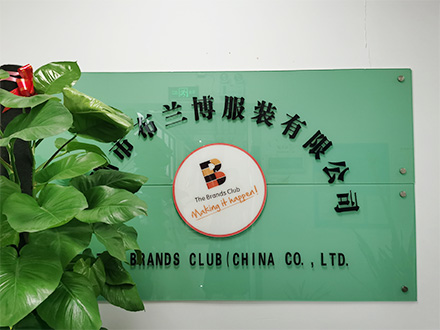 市布兰博服装有限公司
B
The Brands Club
Making it happen!
BRANDS CLUB(CHINA CO.,LTD.